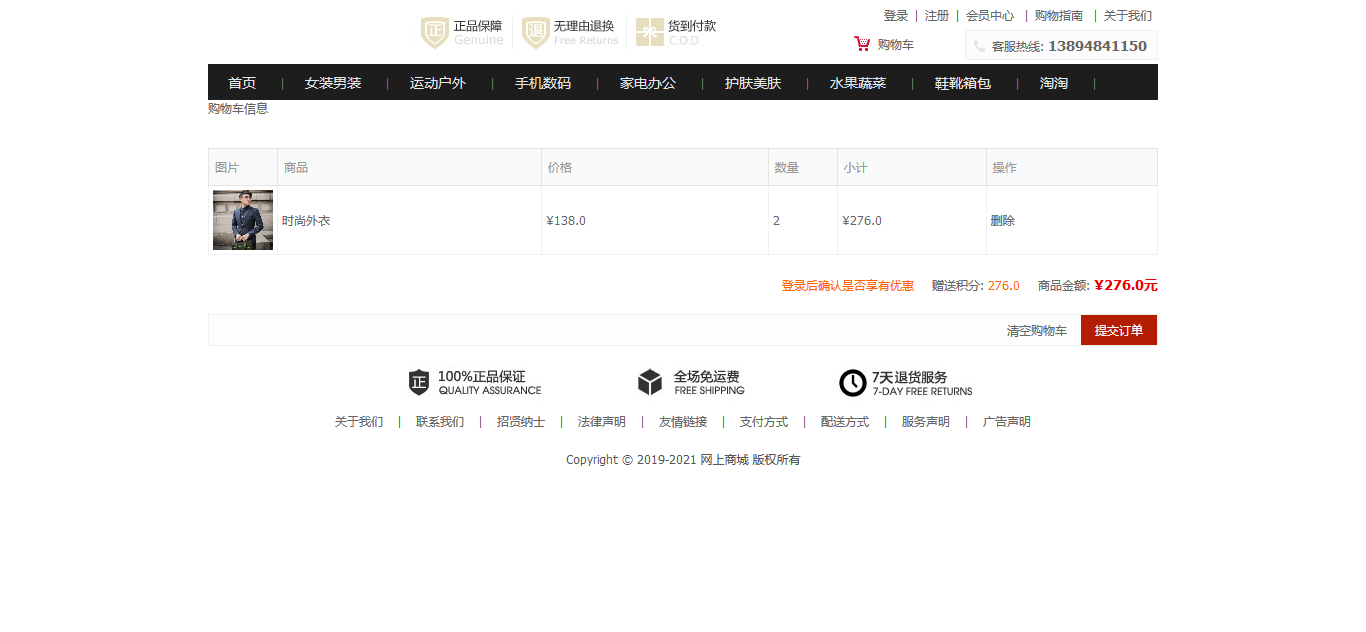 正品保障 无理由退换 货到付款
Genuine Free Returns C.O.D
登录 | 注册 | 会员中心 | 购物指南 | 关于我们
购物车 客服热线: 13894841150
首页 | 女装男装 | 运动户外 | 手机数码 | 家电办公 | 护肤美肤 | 水果蔬菜 | 鞋靴箱包 | 淘淘 |
购物车信息
图片 商品 价格 数量 小计 操作
时尚外衣 ¥138.0 2 ¥276.0 删除
登录后确认是否享有优惠 赠送积分: 276.0 商品金额: ¥276.0元
清空购物车 提交订单
正 100%正品保证 全场免运费 7天退货服务
QUALITY ASSURANCE FREE SHIPPING 7-DAY FREE RETURNS
关于我们 | 联系我们 | 招贤纳士 | 法律声明 | 友情链接 | 支付方式 | 配送方式 | 服务声明 | 广告声明
Copyright © 2019-2021 网上商城 版权所有